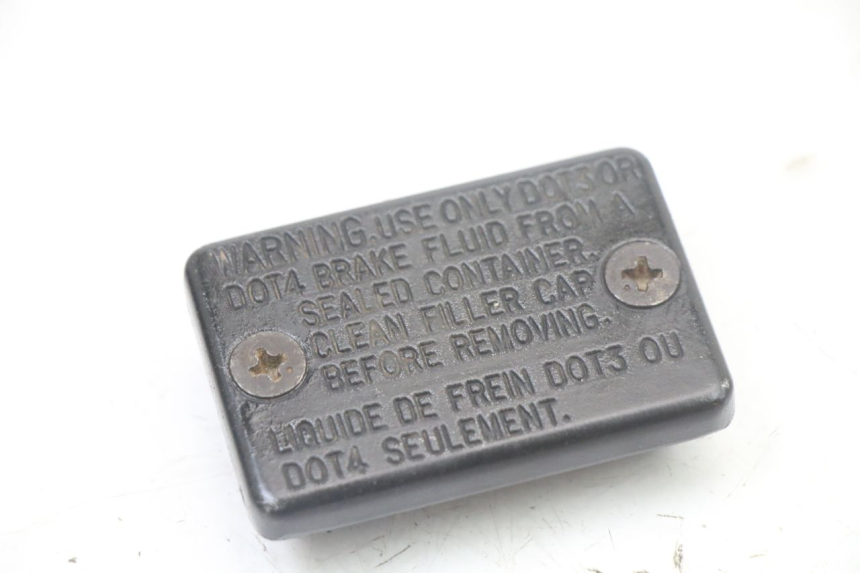 WARNING.USE ONLY DOT3 OR
DOT4 BRAKE FLUID FROM A
SEALED CONTAINER.
CLEAN FILLER CAP
BEFORE REMOVING.
LIQUIDE DE FREIN DOT3 OU
DOT4 SEULEMENT.